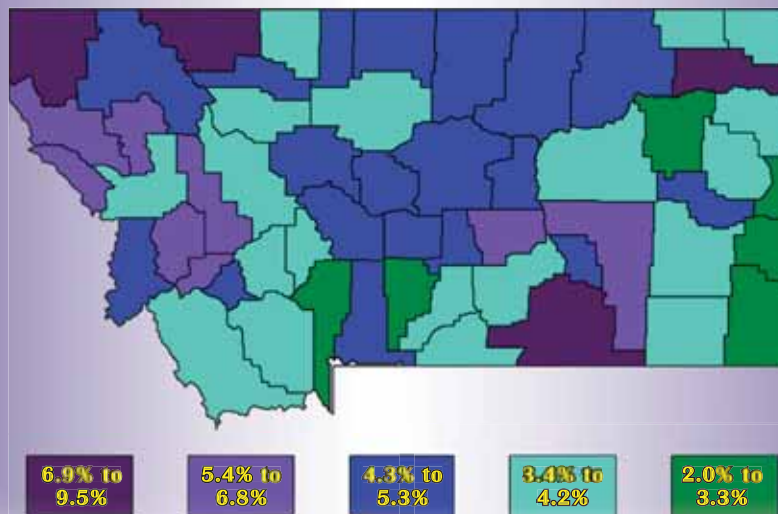 6.9% to
9.5%
5.4% to
6.8%
4.3% to
5.3%
3.4% to
4.2%
2.0% to
3.3%